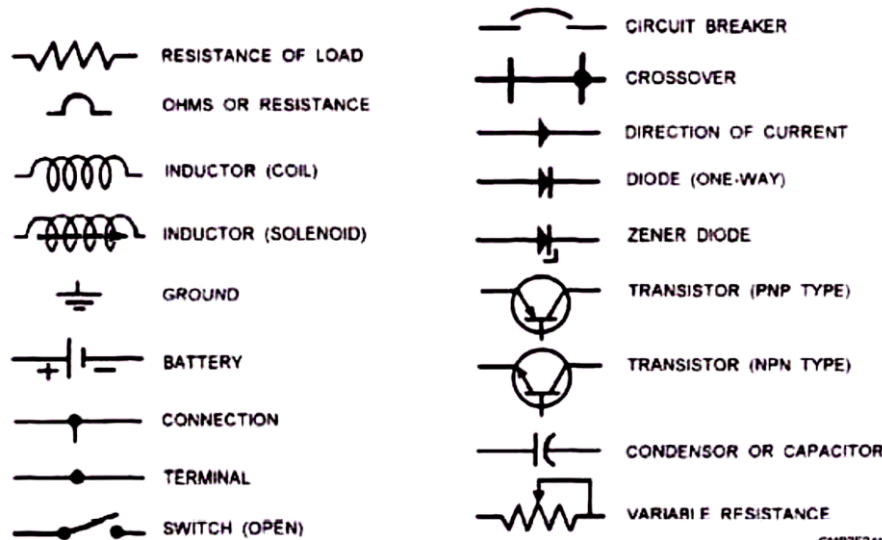 RESISTANCE OF LOAD
OHMS OR RESISTANCE
INDUCTOR (COIL)
INDUCTOR (SOLENOID)
GROUND
+ −
BATTERY
CONNECTION
TERMINAL
SWITCH (OPEN)
CIRCUIT BREAKER
CROSSOVER
DIRECTION OF CURRENT
DIODE (ONE-WAY)
ZENER DIODE
TRANSISTOR (PNP TYPE)
TRANSISTOR (NPN TYPE)
CONDENSOR OR CAPACITOR
VARIABLE RESISTANCE